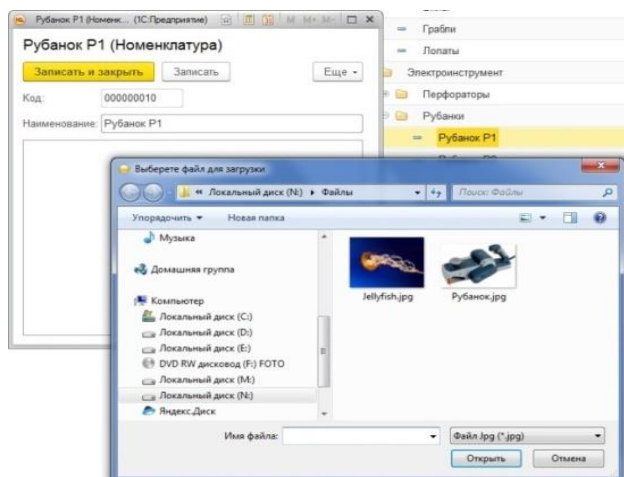 Рубанок Р1 (Номенк... (1С:Предприятие) M M+ M-
Рубанок Р1 (Номенклатура)
Записать и закрыть Записать Еще
Код: 000000010
Наименование: Рубанок Р1
Грабли
Лопаты
Электроинструмент
Перфораторы
Рубанки
Рубанок Р1
Выберете файл для загрузки
« Локальный диск (N:) ▸ Файлы Поиск: Файлы
Упорядочить Новая папка
Музыка
Домашняя группа
Компьютер
Локальный диск (C:)
Локальный диск (D:)
Локальный диск (E:)
DVD RW дисковод (F:) FOTO
Локальный диск (M:)
Локальный диск (N:)
Яндекс.Диск
Jellyfish.jpg Рубанок.jpg
Имя файла: Файл Jpg (*.jpg)
Открыть Отмена